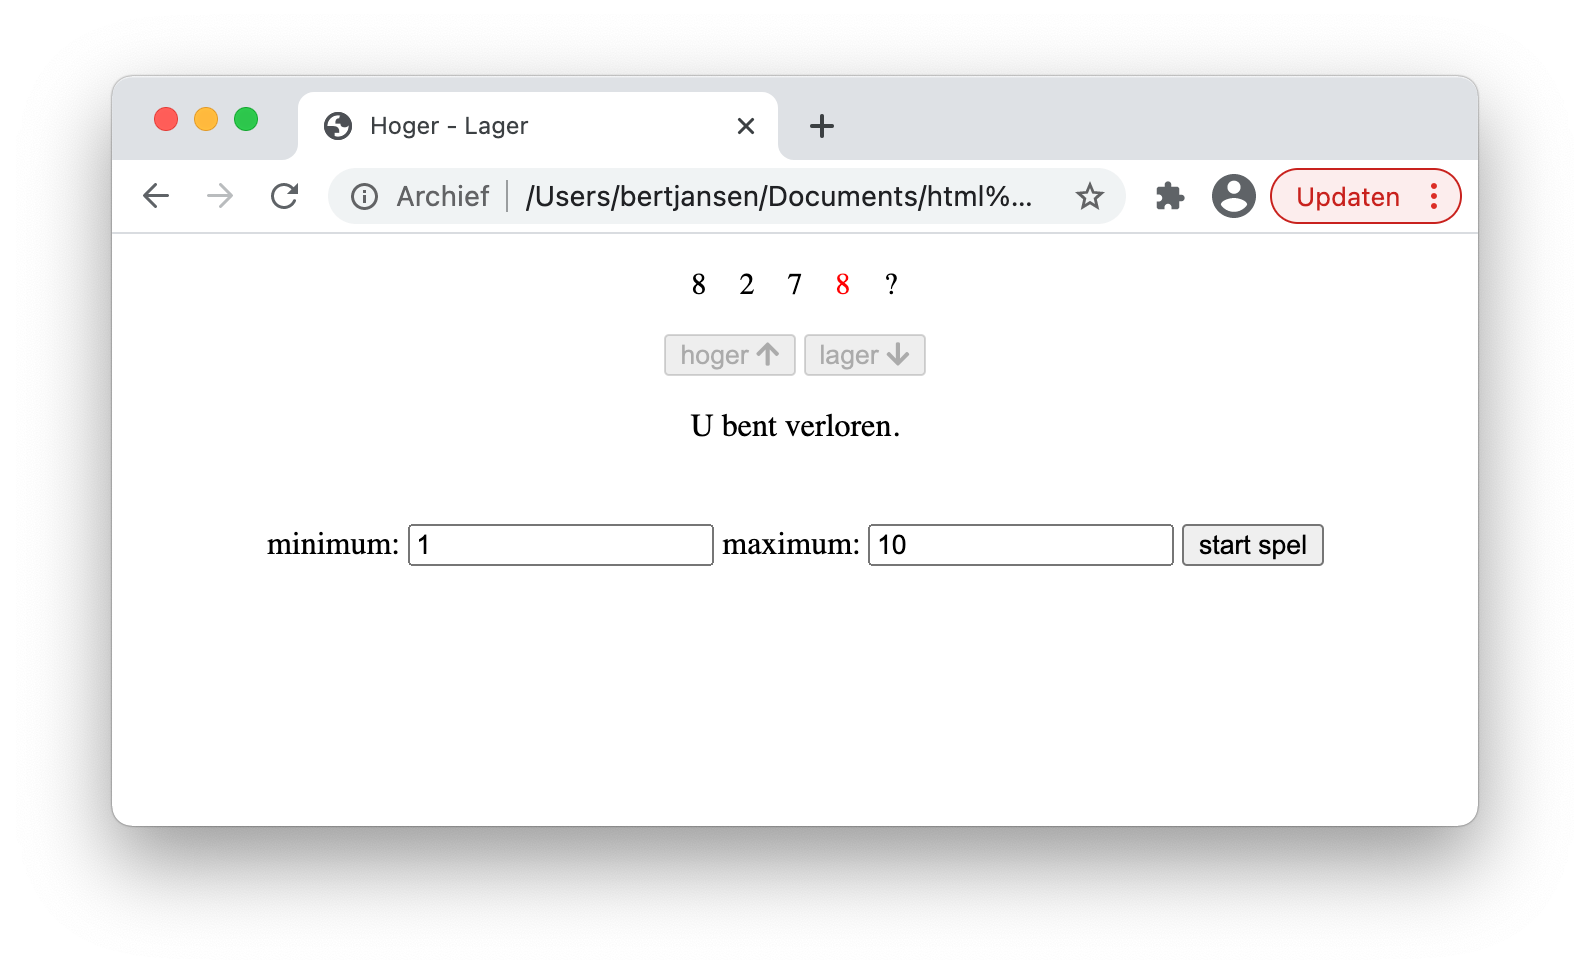 Hoger - Lager
Archief | /Users/bertjansen/Documents/html%... Updaten
8 2 7 8 ?
hoger ↑ lager ↓
U bent verloren.
minimum: 1 maximum: 10 start spel